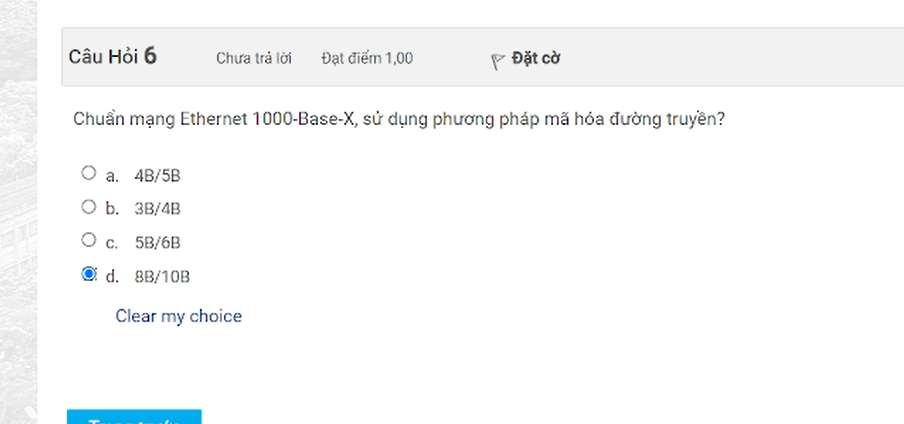 Câu Hỏi 6 Chưa trả lời Đạt điểm 1,00 Đặt cờ
Chuẩn mạng Ethernet 1000-Base-X, sử dụng phương pháp mã hóa đường truyền?
a. 4B/5B
b. 3B/4B
c. 5B/6B
d. 8B/10B
Clear my choice